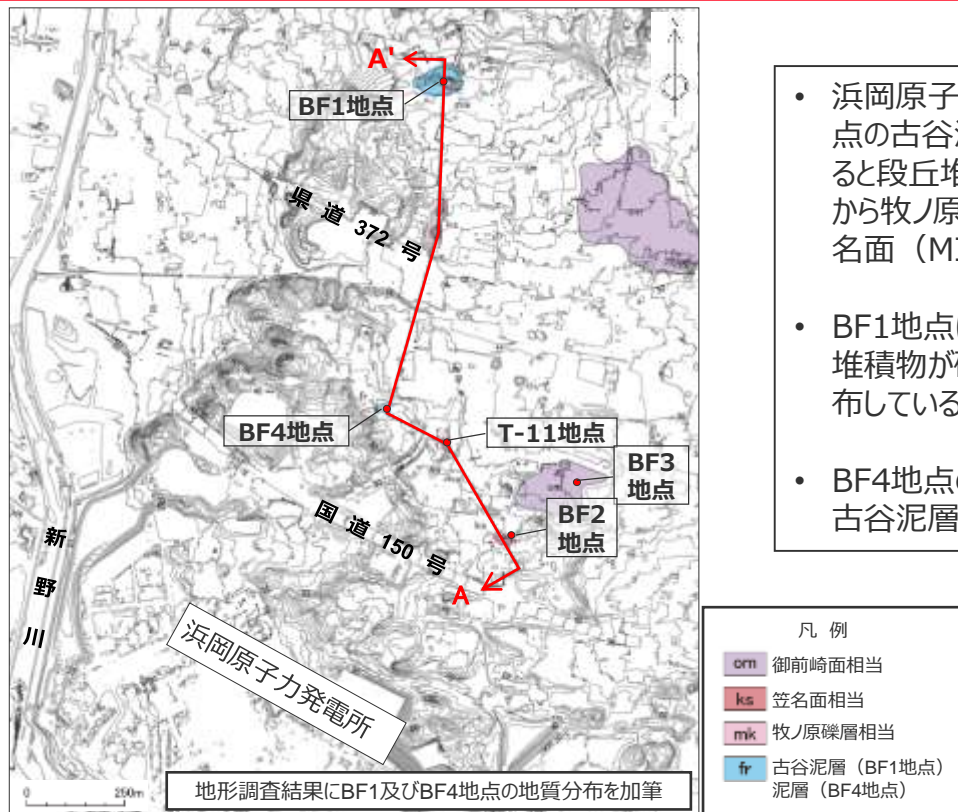 A'
BF1地点
県道 372 号
BF4地点
T-11地点
BF3
地点
BF2
地点
国道 150 号
A
新野川
浜岡原子力発電所
0 250m
地形調査結果にBF1及びBF4地点の地質分布を加筆
• 浜岡原子
点の古谷
ると段丘堆
から牧ノ原
名面（M
• BF1地点
堆積物が
布している
• BF4地点
古谷泥層
凡 例
om 御前崎面相当
ks 笠名面相当
mk 牧ノ原礫層相当
fr 古谷泥層（BF1地点）
泥層（BF4地点）